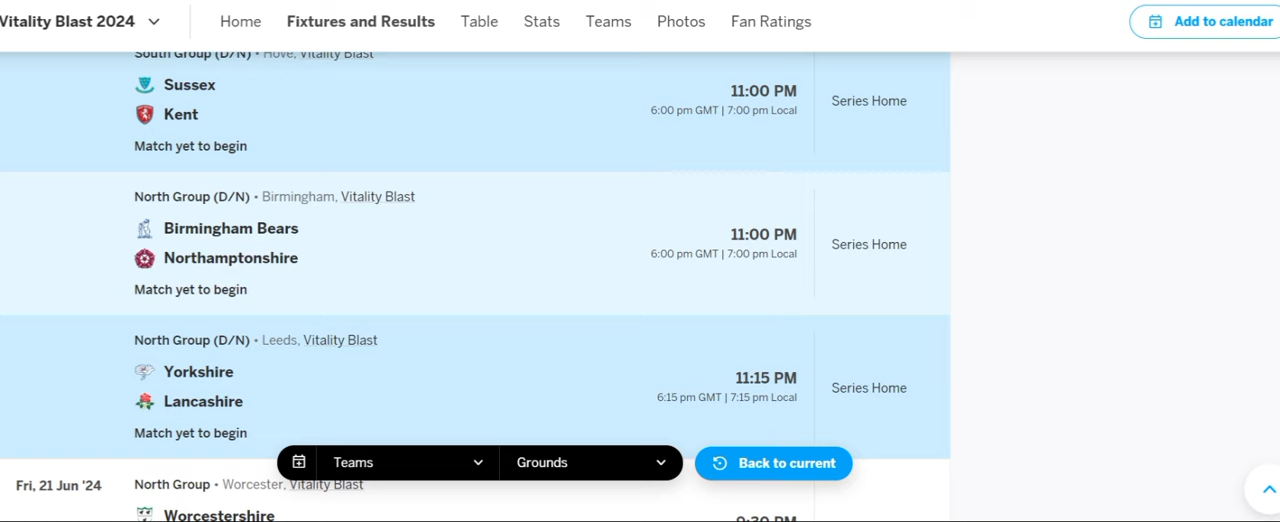 Vitality Blast 2024
Home Fixtures and Results Table Stats Teams Photos Fan Ratings
Add to calendar
South Group (D/N) • Hove, Vitality Blast
Sussex
Kent
Match yet to begin
11:00 PM
6:00 pm GMT | 7:00 pm Local
Series Home
North Group (D/N) • Birmingham, Vitality Blast
Birmingham Bears
Northamptonshire
Match yet to begin
11:00 PM
6:00 pm GMT | 7:00 pm Local
Series Home
North Group (D/N) • Leeds, Vitality Blast
Yorkshire
Lancashire
Match yet to begin
11:15 PM
6:15 pm GMT | 7:15 pm Local
Series Home
Teams
Grounds
Back to current
Fri, 21 Jun '24
North Group • Worcester, Vitality Blast
Worcestershire
9:30 PM